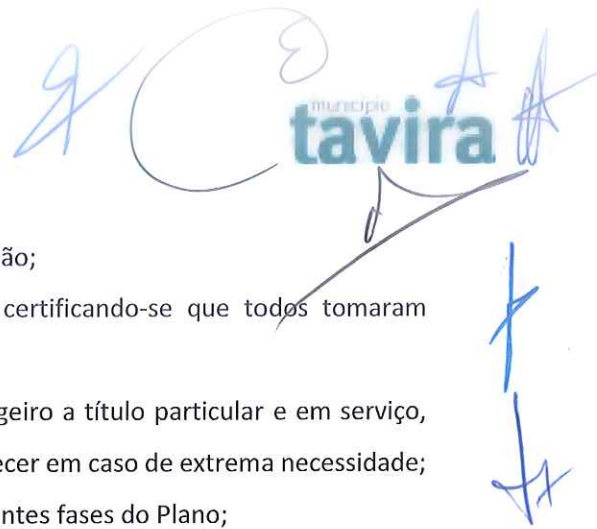 município
tavira
ão;
certificando-se que todos tomaram
geiro a título particular e em serviço,
ecer em caso de extrema necessidade;
ntes fases do Plano;